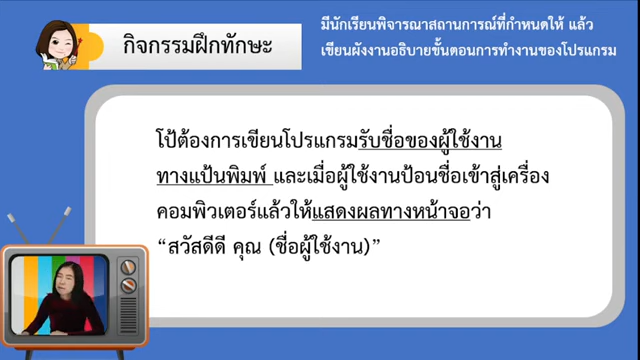 กิจกรรมฝึกทักษะ
มีนักเรียนพิจารณาสถานการณ์ที่กำหนดให้ แล้ว
เขียนผังงานอธิบายขั้นตอนการทำงานของโปรแกรม
โป้ต้องการเขียนโปรแกรมรับชื่อของผู้ใช้งาน
ทางแป้นพิมพ์ และเมื่อผู้ใช้งานป้อนชื่อเข้าสู่เครื่อง
คอมพิวเตอร์แล้วให้แสดงผลทางหน้าจอว่า
“สวัสดีดี คุณ (ชื่อผู้ใช้งาน)”